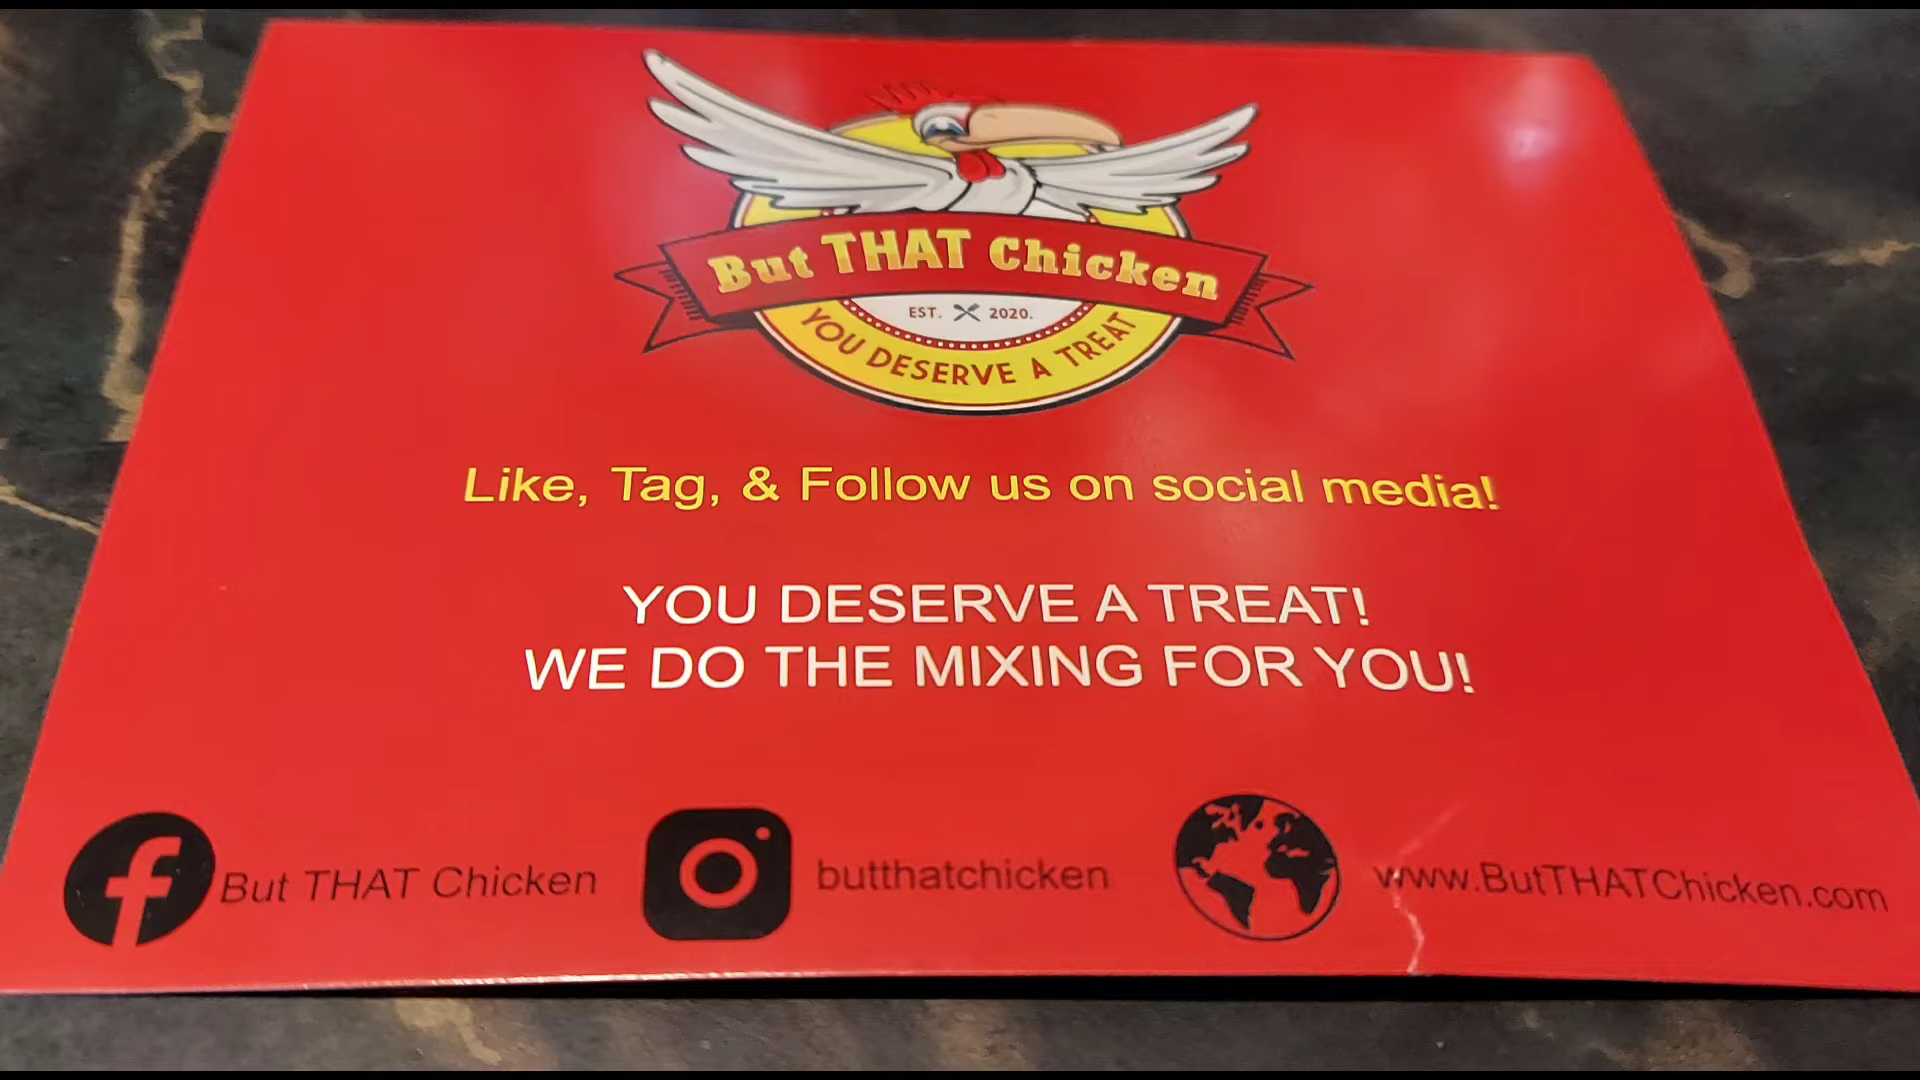 But THAT Chicken
EST. 2020.
YOU DESERVE A TREAT
Like, Tag, & Follow us on social media!
YOU DESERVE A TREAT!
WE DO THE MIXING FOR YOU!
But THAT Chicken
butthatchicken
www.ButTHATChicken.com